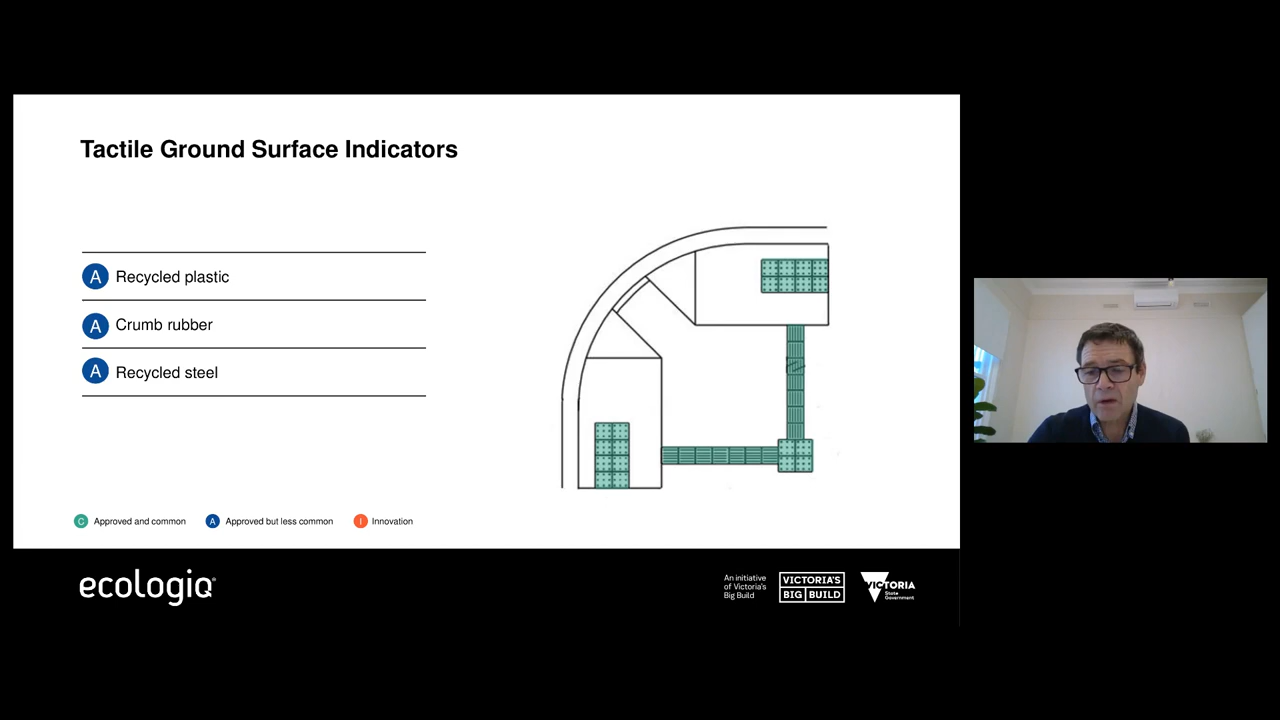 Tactile Ground Surface Indicators
A Recycled plastic
A Crumb rubber
A Recycled steel
C Approved and common A Approved but less common I Innovation
ecologiq®
An initiative
of Victoria's
Big Build
VICTORIA'S
BIG BUILD
VICTORIA
State
Government